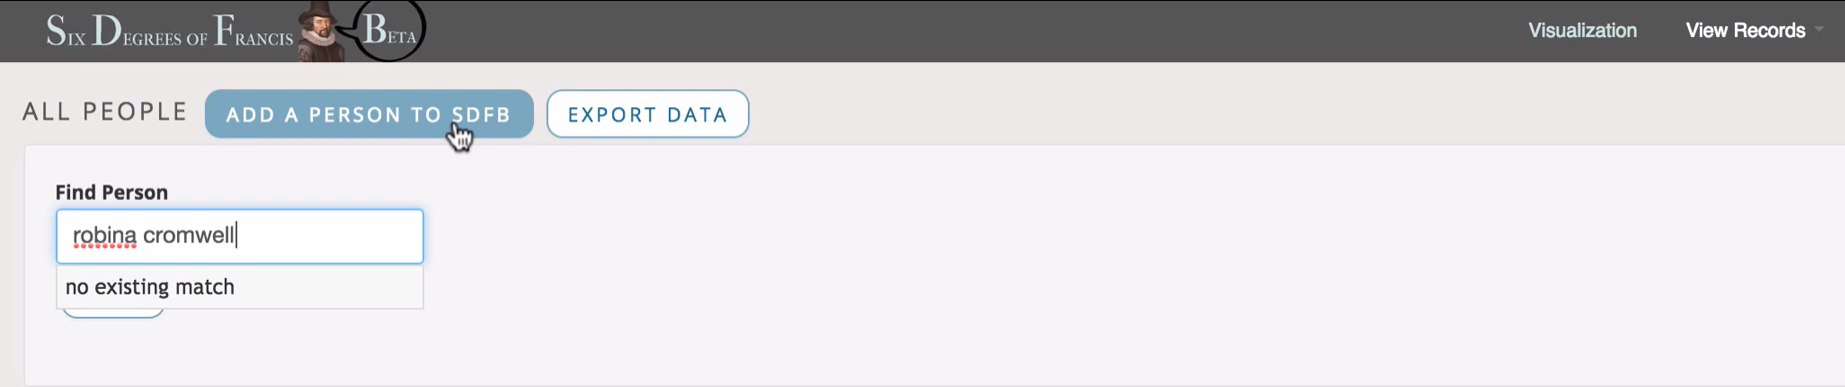 Six Degrees of Francis Beta
Visualization
View Records
ALL PEOPLE
ADD A PERSON TO SDFB
EXPORT DATA
Find Person
robina cromwell
no existing match